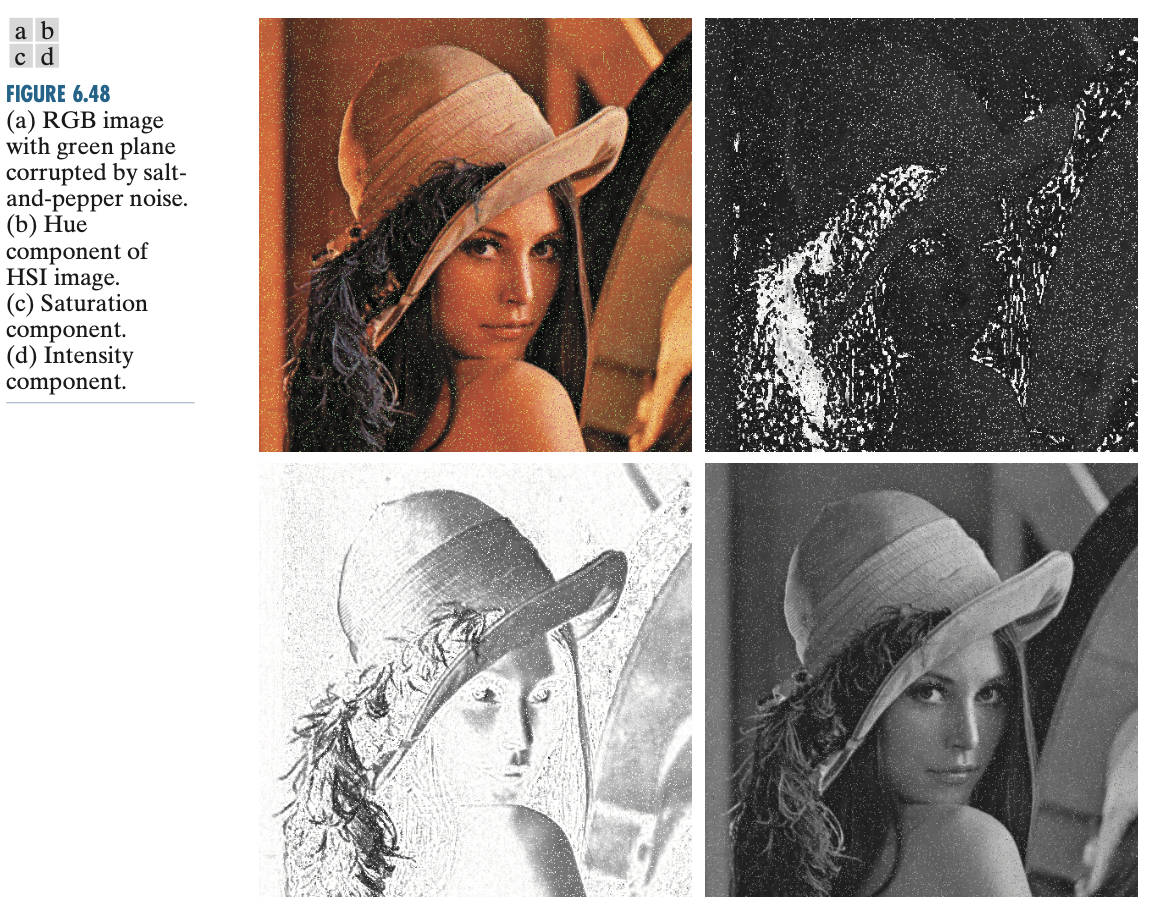 a b
c d
FIGURE 6.48
(a) RGB image
with green plane
corrupted by salt-
and-pepper noise.
(b) Hue
component of
HSI image.
(c) Saturation
component.
(d) Intensity
component.